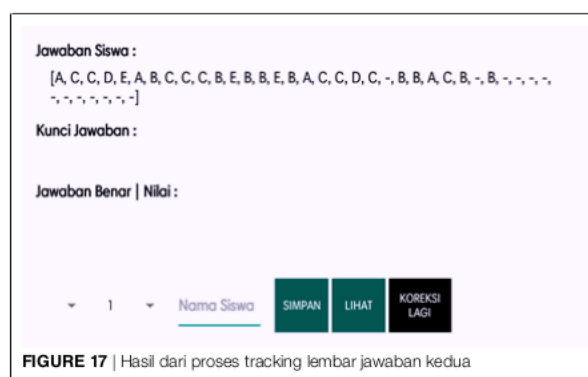 Jawaban Siswa :
[A, C, C, D, E, A, B, C, C, C, B, E, B, B, E, B, A, C, C, D, C, -, B, B, A, C, B, -, B, -, -, -, -,
-, -, -, -, -, -, -]
Kunci Jawaban :
Jawaban Benar | Nilai :
1 Nama Siswa SIMPAN LIHAT KOREKSI
LAGI
FIGURE 17 | Hasil dari proses tracking lembar jawaban kedua